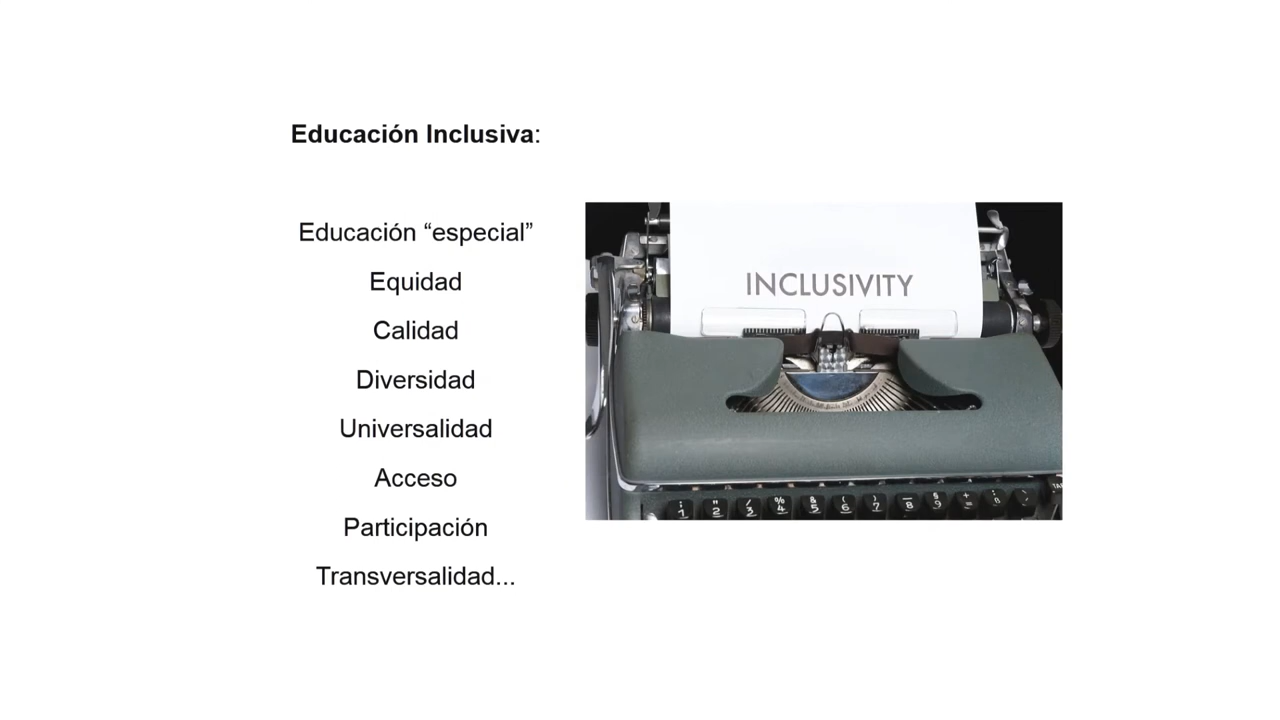 Educación Inclusiva:
Educación “especial”
Equidad
Calidad
Diversidad
Universalidad
Acceso
Participación
Transversalidad...
INCLUSIVITY